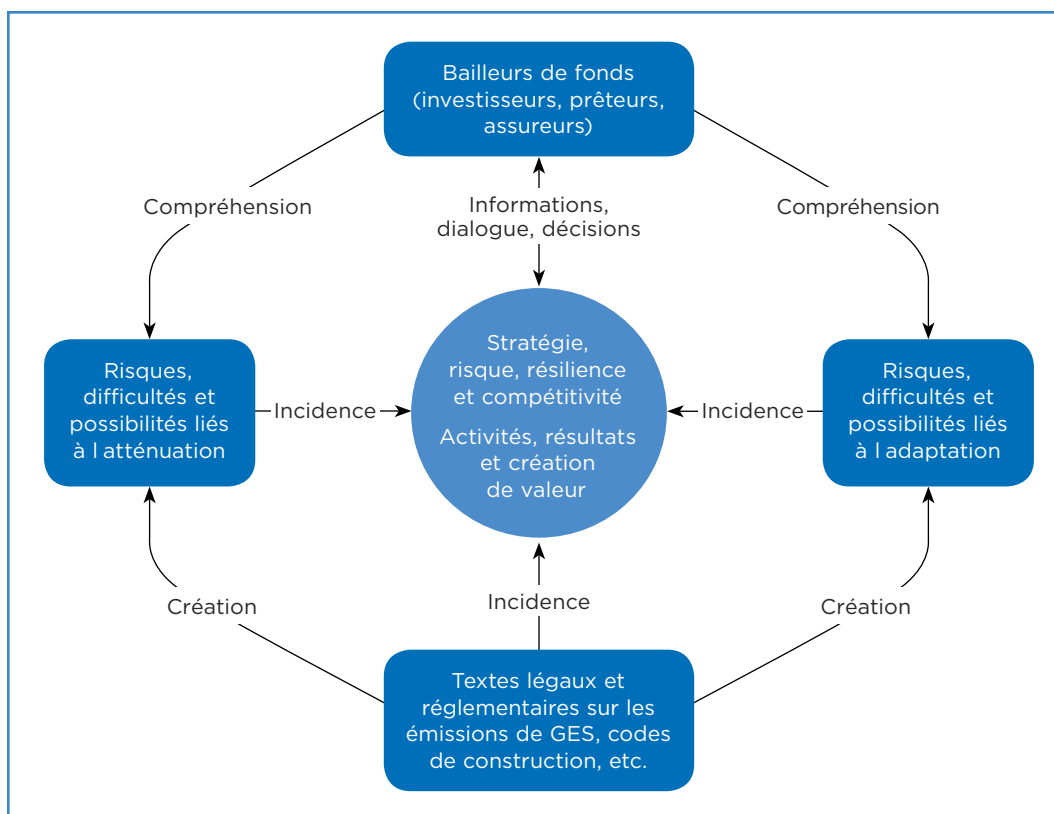 Bailleurs de fonds
(investisseurs, prêteurs,
assureurs)
Compréhension
Informations,
dialogue, décisions
Compréhension
Risques,
difficultés et
possibilités liés
à l atténuation
Incidence
Stratégie,
risque, résilience
et compétitivité
Activités, résultats
et création
de valeur
Incidence
Risques,
difficultés et
possibilités liés
à l adaptation
Création
Incidence
Création
Textes légaux et
réglementaires sur les
émissions de GES, codes
de construction, etc.